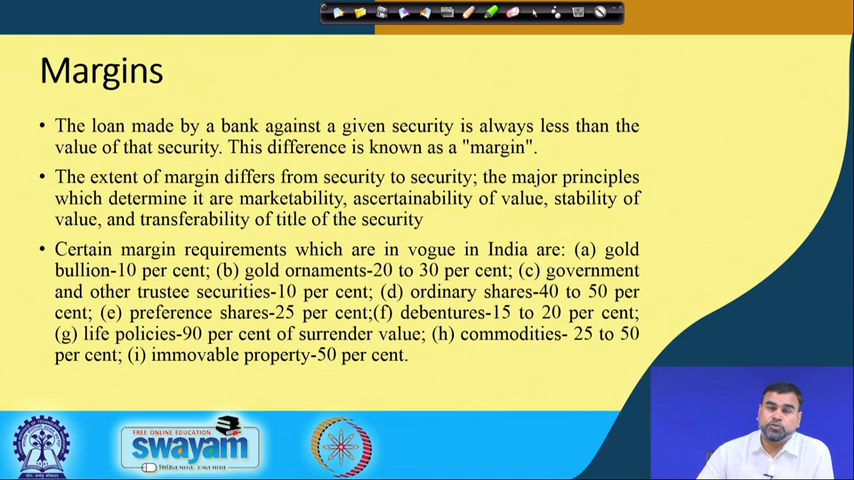 Margins
• The loan made by a bank against a given security is always less than the
value of that security. This difference is known as a "margin".
• The extent of margin differs from security to security; the major principles
which determine it are marketability, ascertainability of value, stability of
value, and transferability of title of the security
• Certain margin requirements which are in vogue in India are: (a) gold
bullion-10 per cent; (b) gold ornaments-20 to 30 per cent; (c) government
and other trustee securities-10 per cent; (d) ordinary shares-40 to 50 per
cent; (e) preference shares-25 per cent;(f) debentures-15 to 20 per cent;
(g) life policies-90 per cent of surrender value; (h) commodities- 25 to 50
per cent; (i) immovable property-50 per cent.
FREE ONLINE EDUCATION
swayam